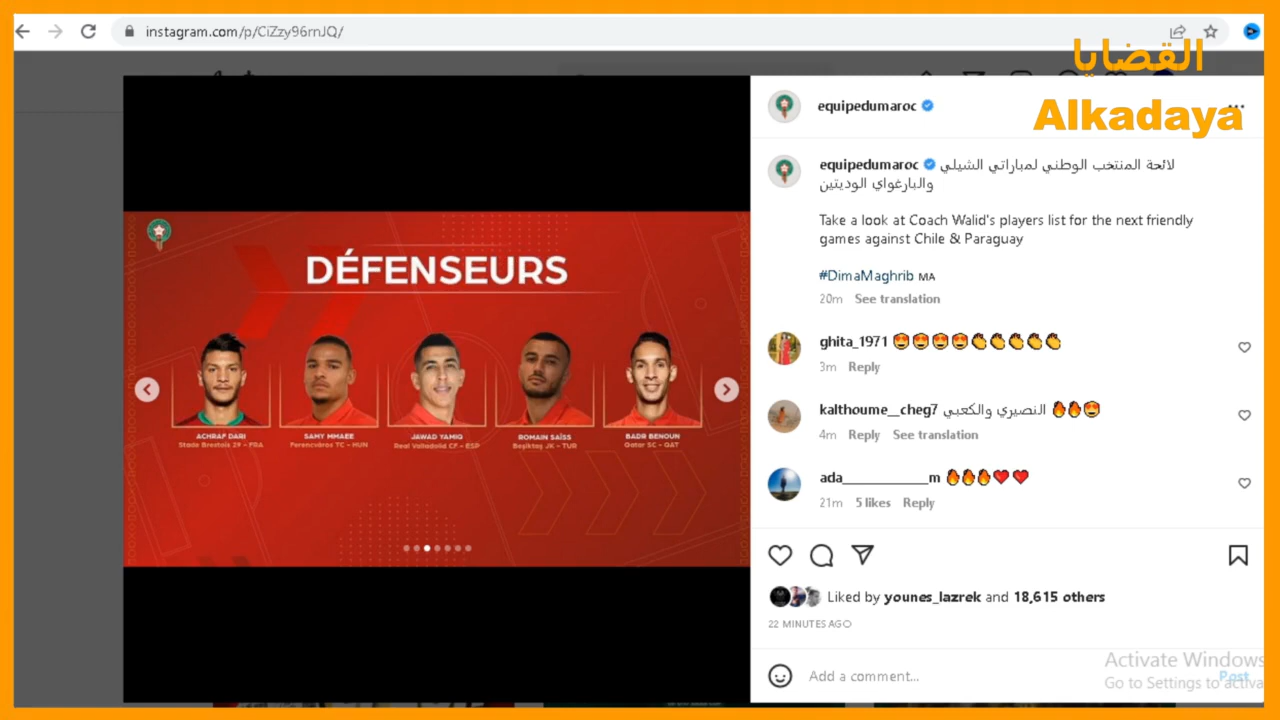 instagram.com/p/CiZzy96rnJQ/
القضايا
Alkadaya
equipedumaroc
equipedumaroc لائحة المنتخب الوطني لمباراتي الشيلي
والبارغواي الوديتين
Take a look at Coach Walid's players list for the next friendly
games against Chile & Paraguay
#DimaMaghrib MA
20m See translation
DÉFENSEURS
ACHRAF DARI
Stade Brestois 29 - FRA
SAMY MMAEE
Ferencváros TC - HUN
JAWAD YAMIQ
Real Valladolid CF - ESP
ROMAIN SAÏSS
Beşiktaş JK - TUR
BADR BENOUN
Qatar SC - QAT
ghita_1971 😍😍😍😍👏👏👏👏👏
3m Reply
kalthoume__cheg7 النصيري والكعبي 🔥🔥😍
4m Reply See translation
ada____________m 🔥🔥🔥❤️❤️
21m 5 likes Reply
Liked by younes_lazrek and 18,615 others
22 MINUTES AGO
Add a comment...
Post
Activate Windows
Go to Settings to activa